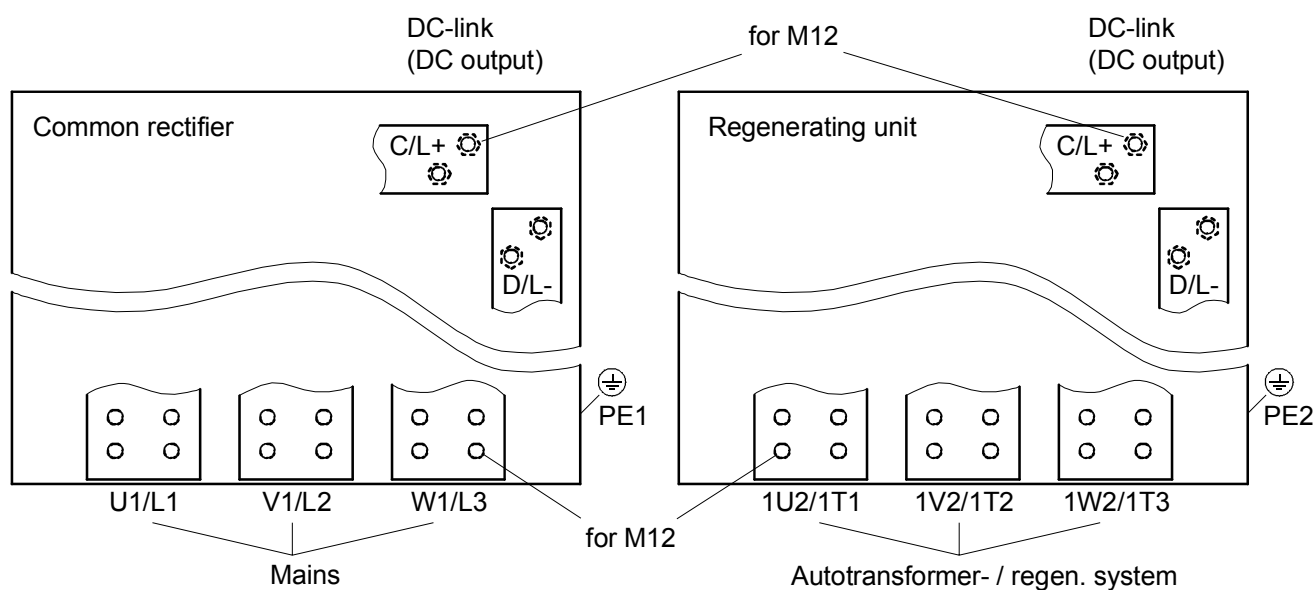 DC-link
(DC output)
for M12
DC-link
(DC output)
Common rectifier
C/L+
D/L-
Regenerating unit
C/L+
D/L-
PE1
PE2
U1/L1
V1/L2
W1/L3
1U2/1T1
1V2/1T2
1W2/1T3
for M12
Mains
Autotransformer- / regen. system